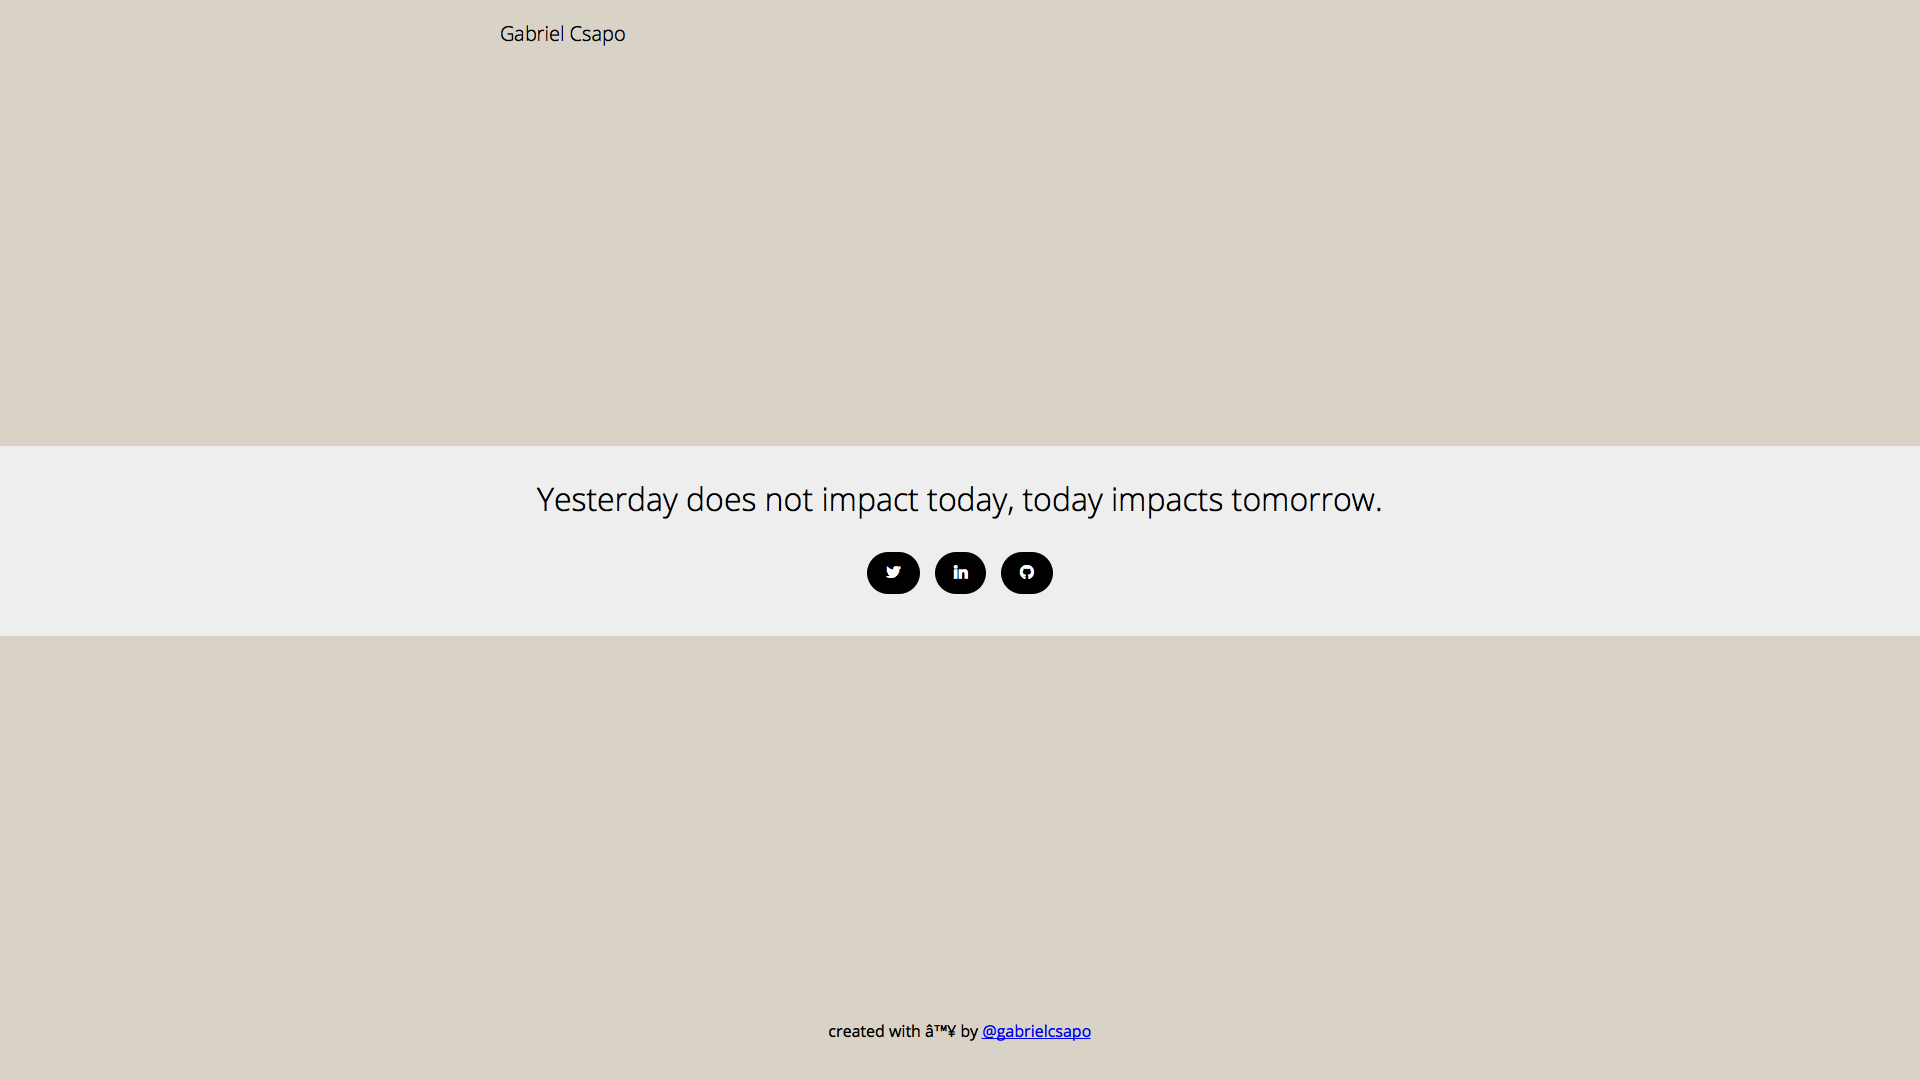 Gabriel Csapo
Yesterday does not impact today, today impacts tomorrow.
created with â™¥ by @gabrielcsapo